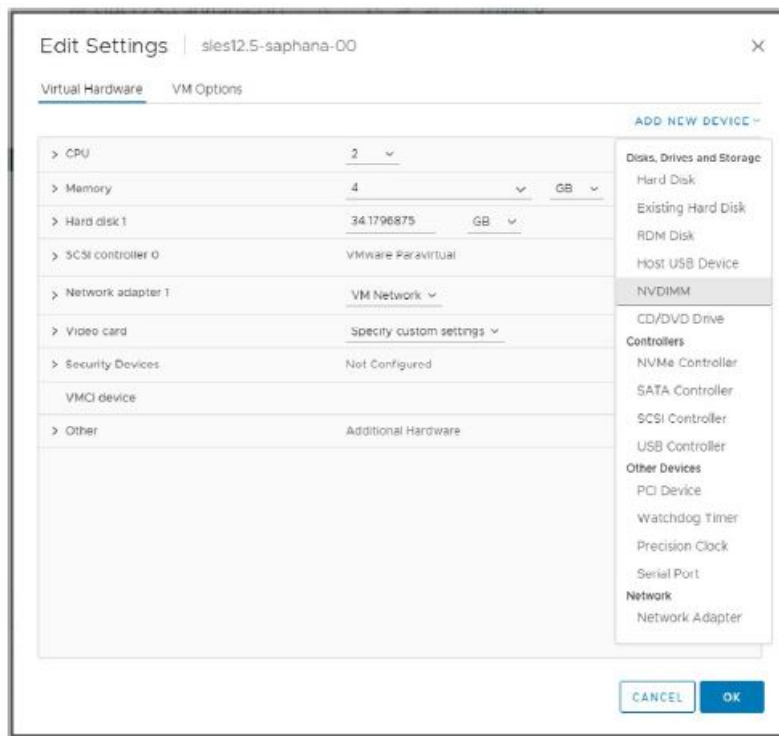 Edit Settings | sles12.5-saphana-00
Virtual Hardware VM Options
ADD NEW DEVICE
CPU 2
Memory 4 GB
Hard disk 1 34.1796875 GB
SCSI controller 0 VMware Paravirtual
Network adapter 1 VM Network
Video card Specify custom settings
Security Devices Not Configured
VMCI device
Other Additional Hardware
Disks, Drives and Storage
Hard Disk
Existing Hard Disk
RDM Disk
Host USB Device
NVDIMM
CD/DVD Drive
Controllers
NVMe Controller
SATA Controller
SCSI Controller
USB Controller
Other Devices
PCI Device
Watchdog Timer
Precision Clock
Serial Port
Network
Network Adapter
CANCEL OK